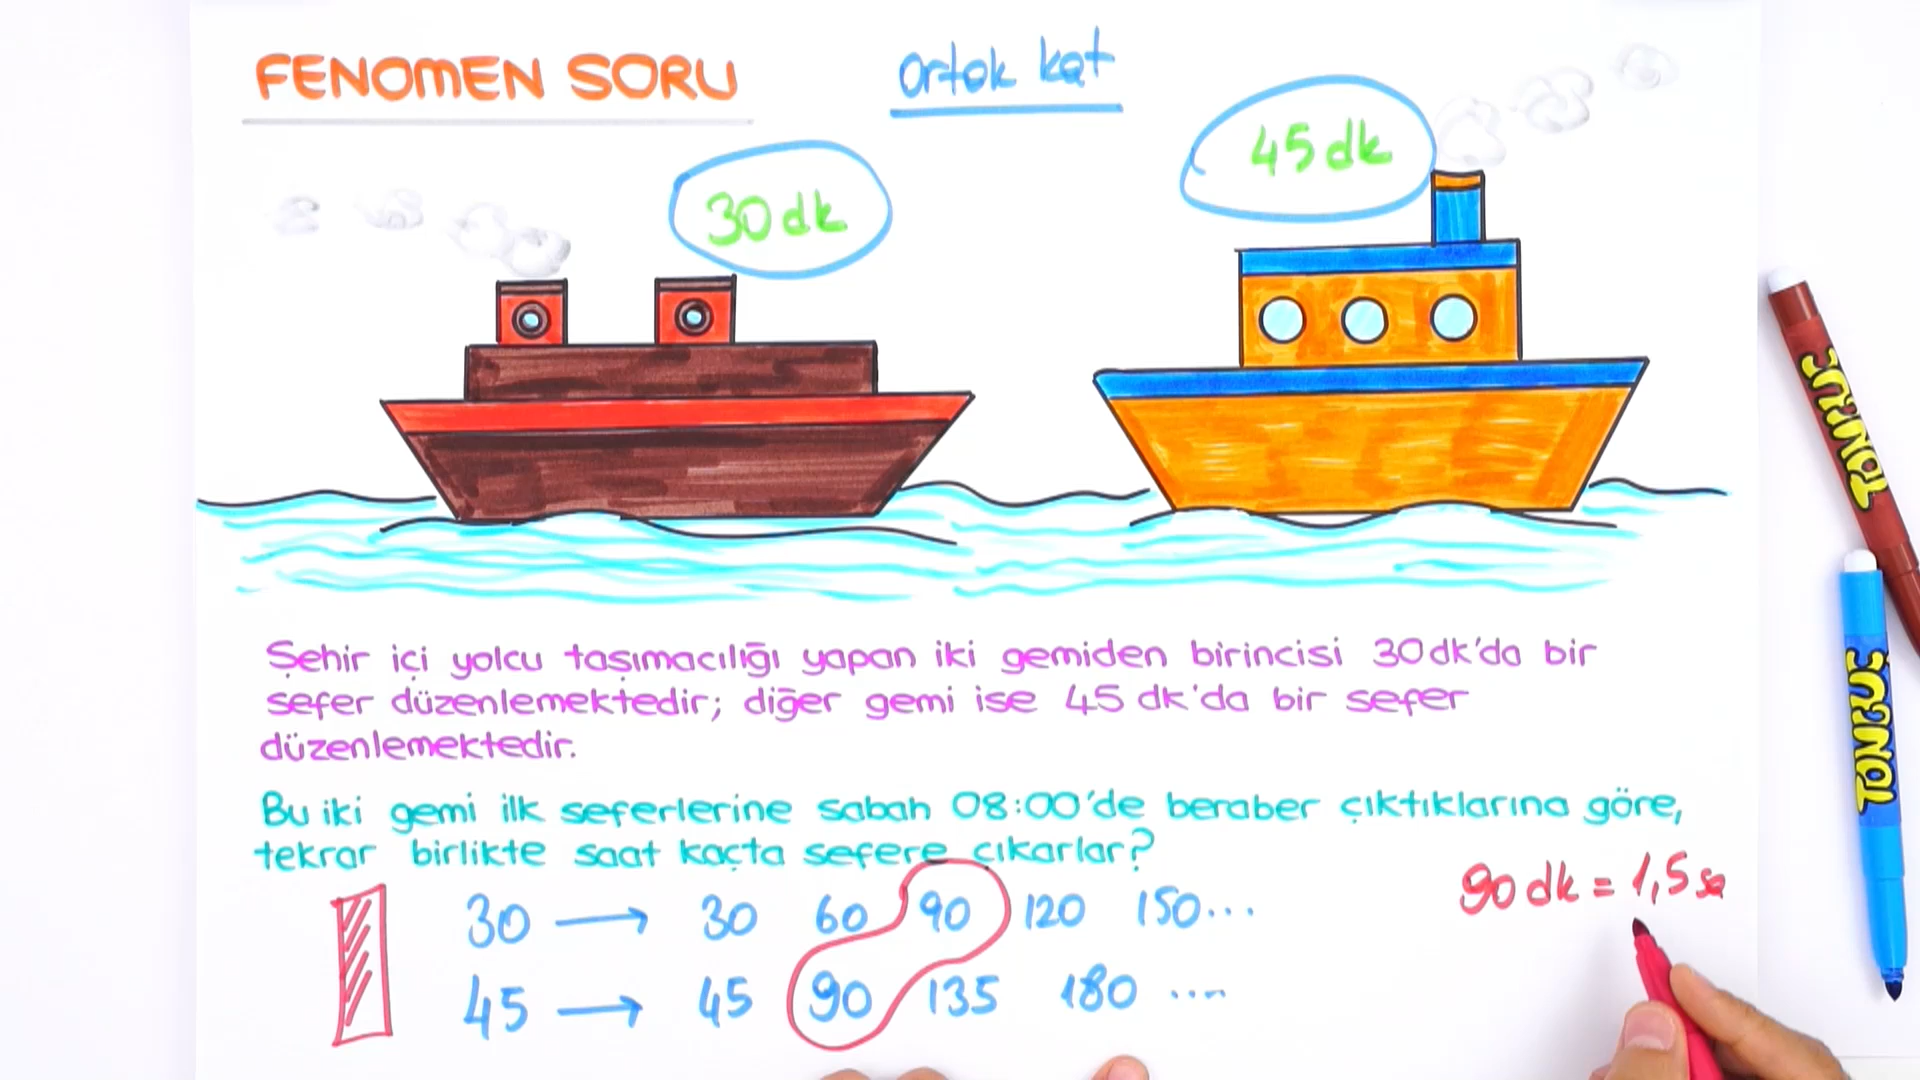 FENOMEN SORU
Ortak kat
30 dk
45 dk
Şehir içi yolcu taşımacılığı yapan iki gemiden birincisi 30 dk'da bir
sefer düzenlemektedir; diğer gemi ise 45 dk'da bir sefer
düzenlemektedir.
Bu iki gemi ilk seferlerine sabah 08:00'de beraber çıktıklarına göre,
tekrar birlikte saat kaçta sefere çıkarlar?
90 dk = 1,5 sa
30 → 30 60 90 120 150...
45 → 45 90 135 180 ....
TONGUÇ
TONGUÇ